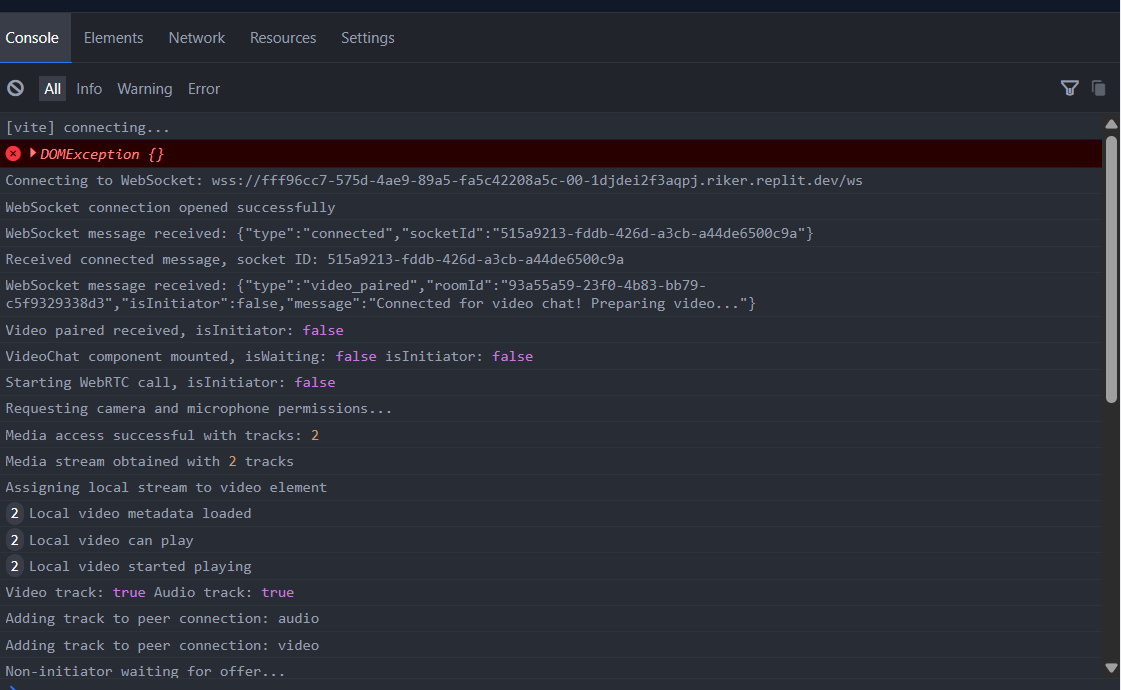 Console Elements Network Resources Settings
All Info Warning Error
[vite] connecting...
DOMException {}
Connecting to WebSocket: wss://fff96cc7-575d-4ae9-89a5-fa5c42208a5c-00-1djdei2f3aqpj.riker.replit.dev/ws
WebSocket connection opened successfully
WebSocket message received: {"type":"connected","socketId":"515a9213-fddb-426d-a3cb-a44de6500c9a"}
Received connected message, socket ID: 515a9213-fddb-426d-a3cb-a44de6500c9a
WebSocket message received: {"type":"video_paired","roomId":"93a55a59-23f0-4b83-bb79-
c5f9329338d3","isInitiator":false,"message":"Connected for video chat! Preparing video..."}
Video paired received, isInitiator: false
VideoChat component mounted, isWaiting: false isInitiator: false
Starting WebRTC call, isInitiator: false
Requesting camera and microphone permissions...
Media access successful with tracks: 2
Media stream obtained with 2 tracks
Assigning local stream to video element
2 Local video metadata loaded
2 Local video can play
2 Local video started playing
Video track: true Audio track: true
Adding track to peer connection: audio
Adding track to peer connection: video
Non-initiator waiting for offer...